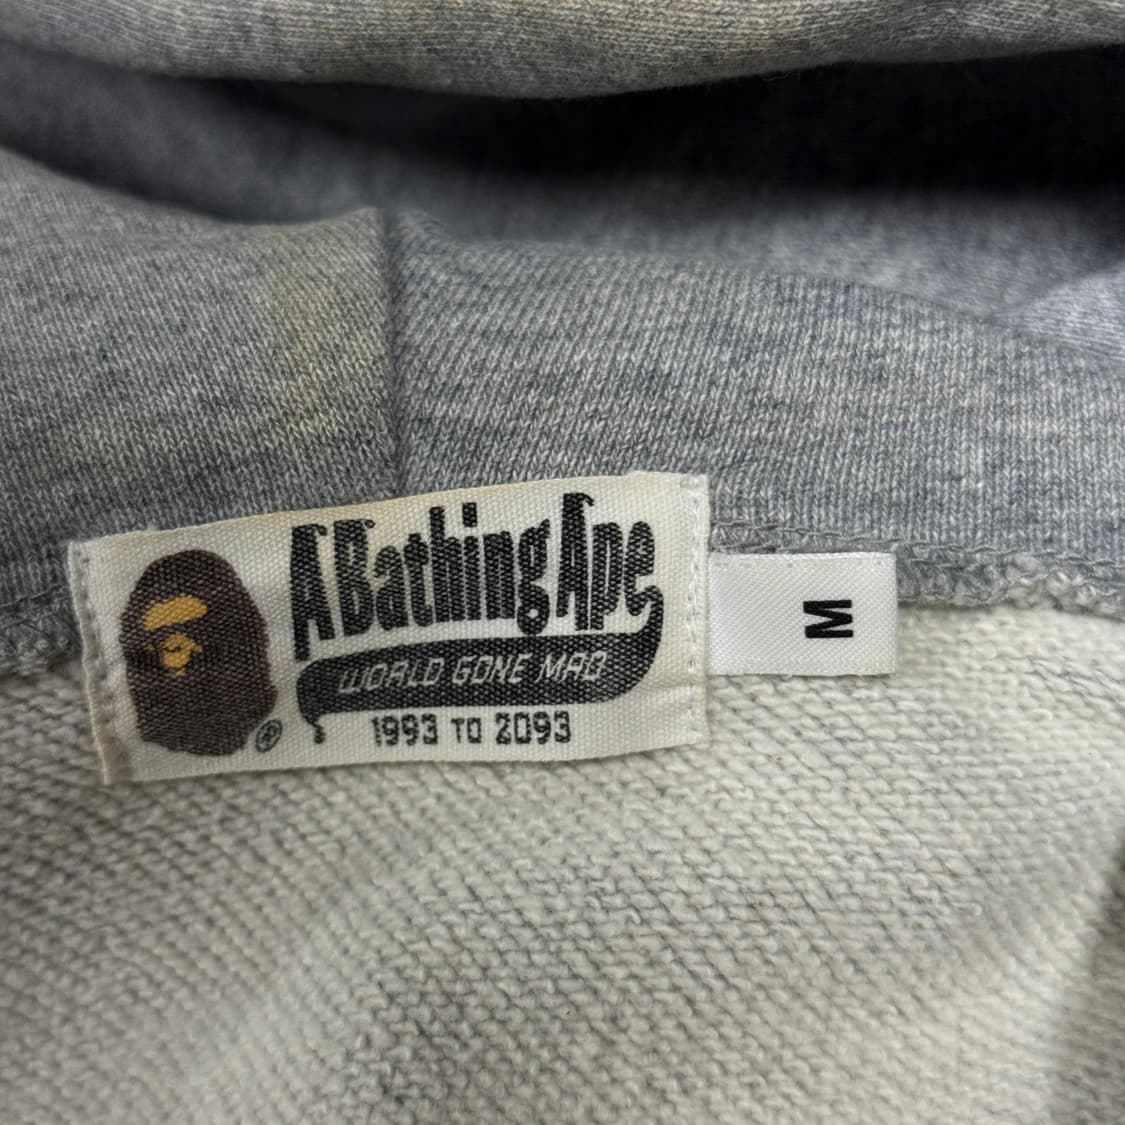 A Bathing Ape
WORLD GONE MAD
®
1993 TO 2093
M